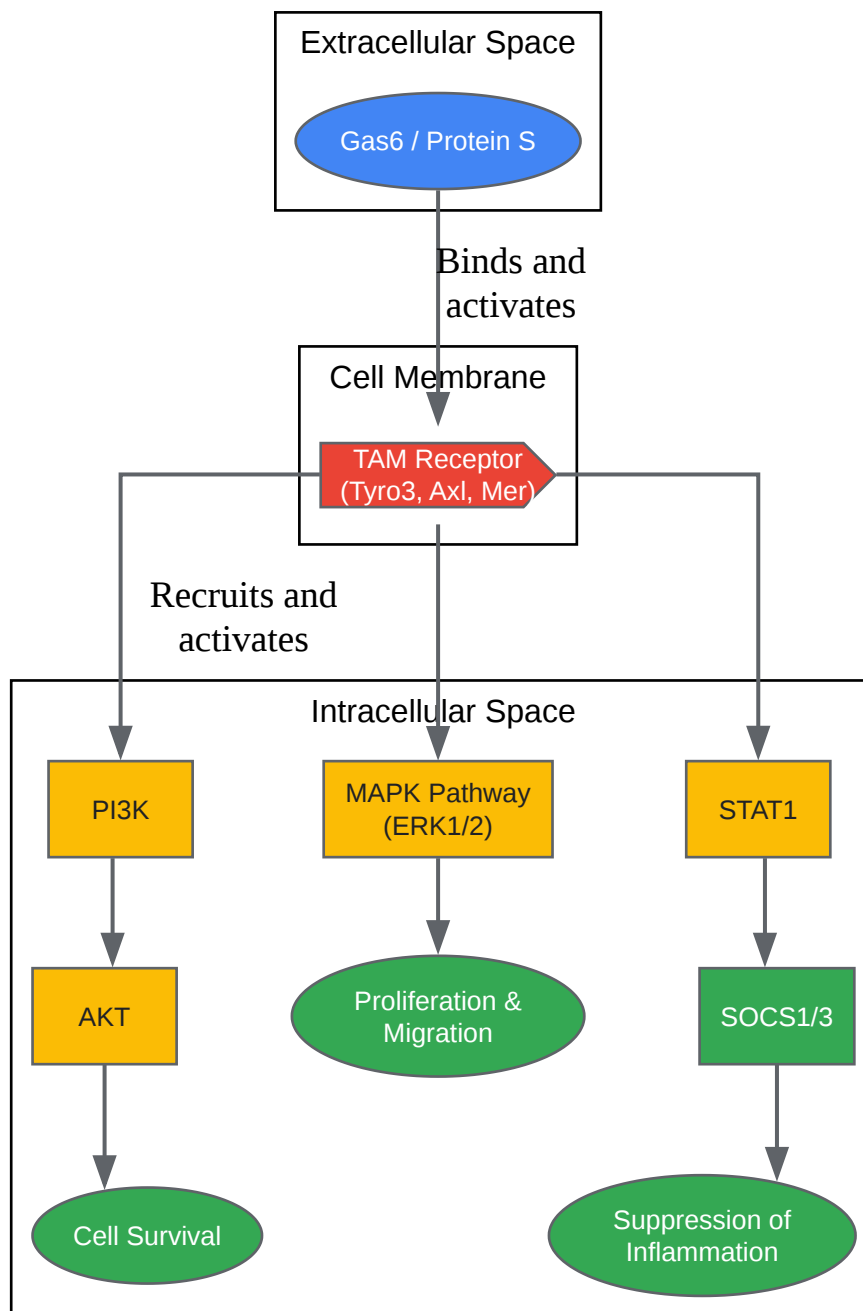 Extracellular Space
Gas6 / Protein S
Binds and
activates
Cell Membrane
TAM Receptor
(Tyro3, Axl, Mer)
Recruits and
activates
Intracellular Space
PI3K
MAPK Pathway
(ERK1/2)
STAT1
AKT
Proliferation &
Migration
SOCS1/3
Cell Survival
Suppression of
Inflammation